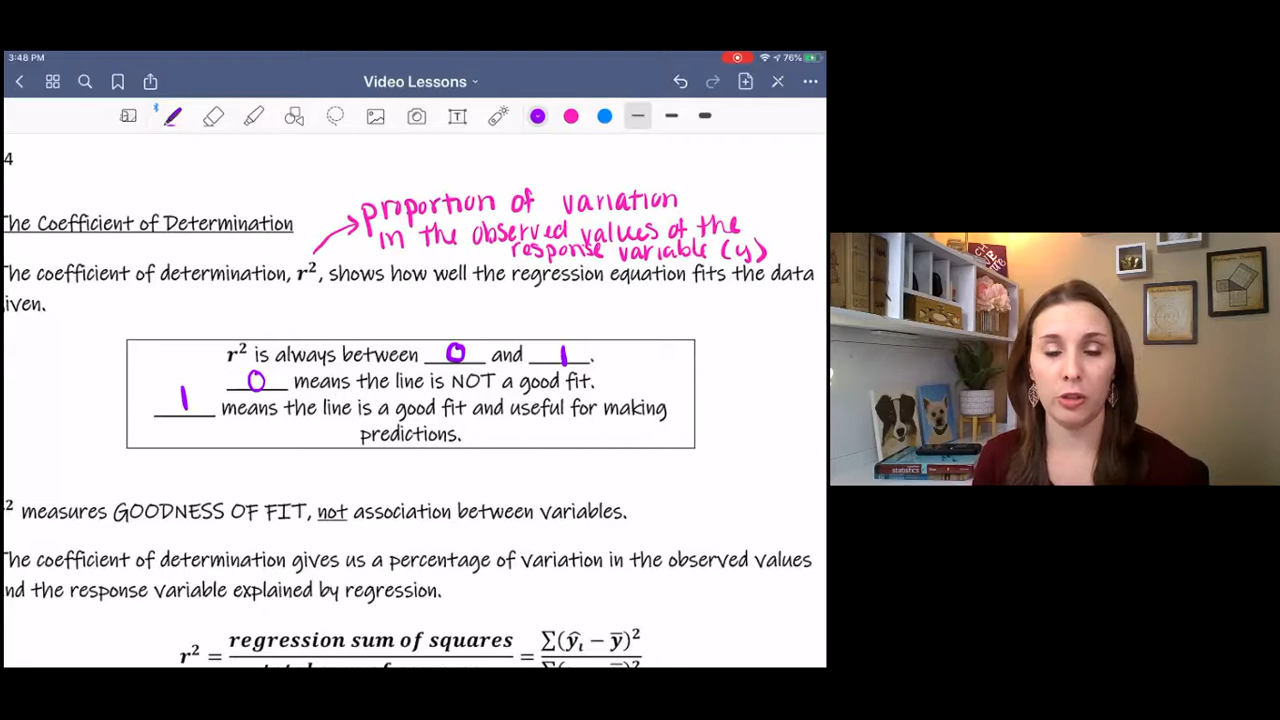 3:48 PM
76%
Video Lessons
4
proportion of variation
in the observed values of the
response variable (y)
The Coefficient of Determination
The coefficient of determination, r², shows how well the regression equation fits the data
given.
r² is always between 0 and 1.
0 means the line is NOT a good fit.
1 means the line is a good fit and useful for making
predictions.
² measures GOODNESS OF FIT, not association between variables.
The coefficient of determination gives us a percentage of variation in the observed values
and the response variable explained by regression.
r² = regression sum of squares = ∑(ŷᵢ − ȳ)²
statistics